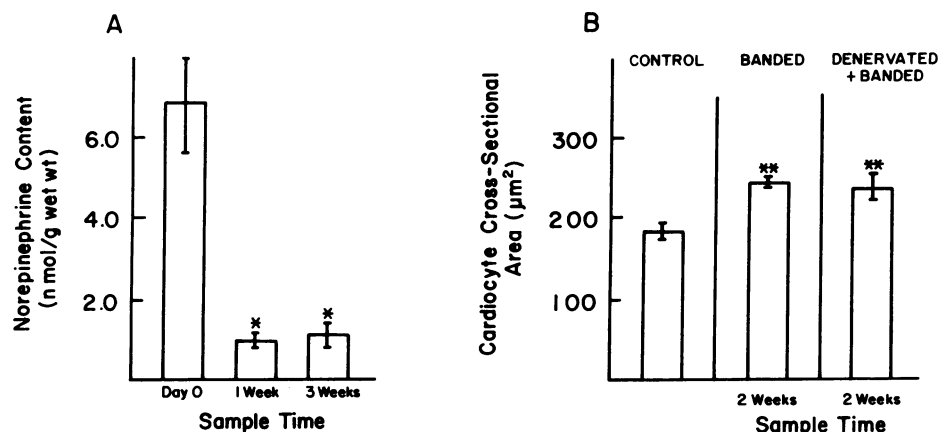 A
Norepinephrine Content
(n mol/g wet wt)
6.0
4.0
2.0
*
*
Day 0
1 Week
3 Weeks
Sample Time
B
Cardiocyte Cross-Sectional
Area (µm²)
CONTROL
BANDED
DENERVATED
+ BANDED
300
200
100
**
**
2 Weeks
2 Weeks
Sample Time